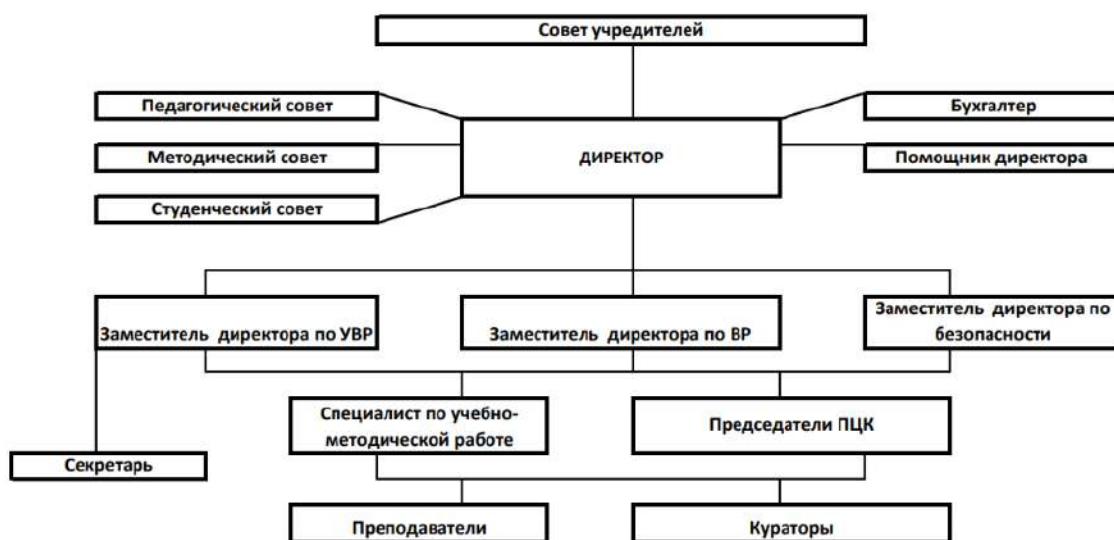 Совет учредителей
Педагогический совет
Бухгалтер
Методический совет
ДИРЕКТОР
Помощник директора
Студенческий совет
Заместитель директора по УВР
Заместитель директора по ВР
Заместитель директора по
безопасности
Специалист по учебно-
методической работе
Председатели ПЦК
Секретарь
Преподаватели
Кураторы